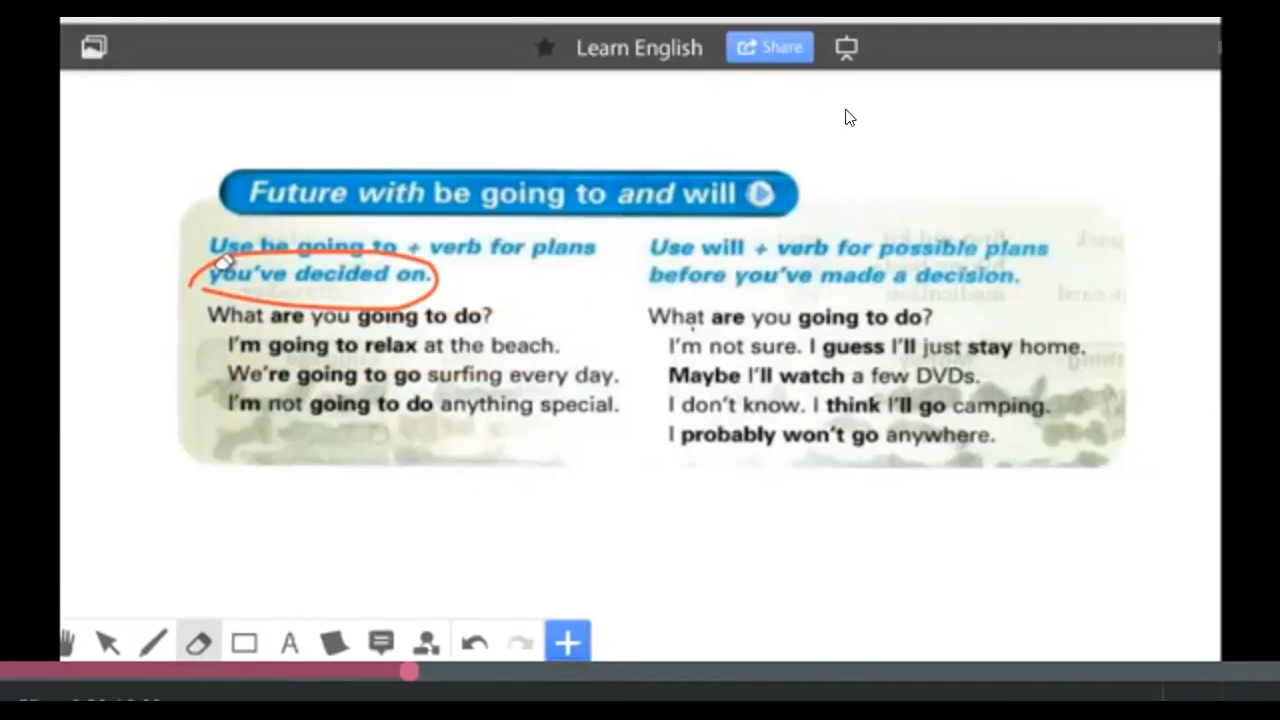 Learn English
Share
Future with be going to and will
Use be going to + verb for plans
you've decided on.
What are you going to do?
I'm going to relax at the beach.
We're going to go surfing every day.
I'm not going to do anything special.
Use will + verb for possible plans
before you've made a decision.
What are you going to do?
I'm not sure. I guess I'll just stay home.
Maybe I'll watch a few DVDs.
I don't know. I think I'll go camping.
I probably won't go anywhere.
A